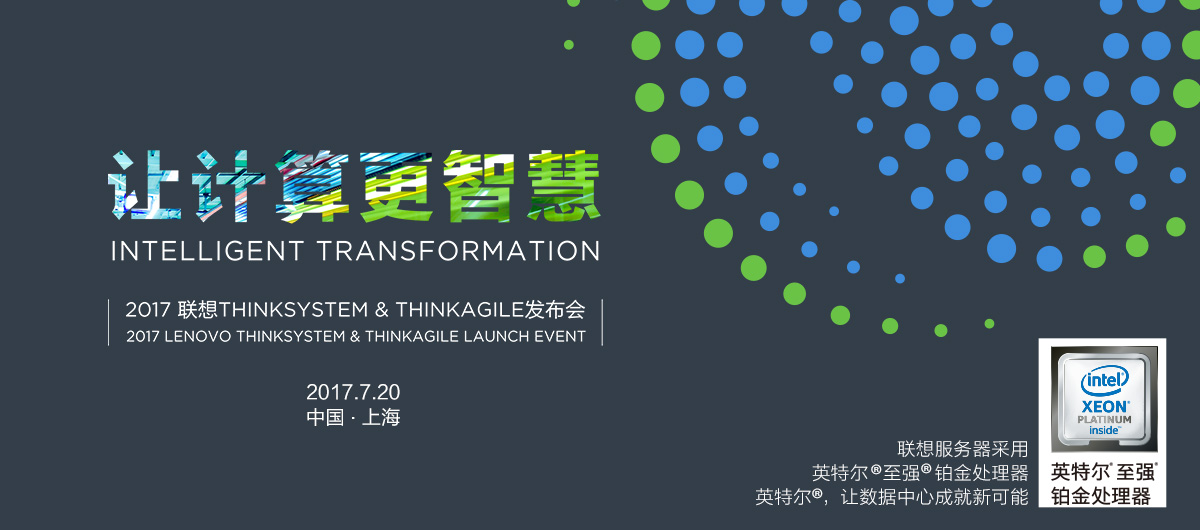 让计算更智慧
INTELLIGENT TRANSFORMATION
2017 联想THINKSYSTEM & THINKAGILE发布会
2017 LENOVO THINKSYSTEM & THINKAGILE LAUNCH EVENT
2017.7.20
中国 · 上海
联想服务器采用
英特尔®至强®铂金处理器
英特尔®，让数据中心成就新可能
intel®
XEON®
PLATINUM
inside™
英特尔®至强®
铂金处理器